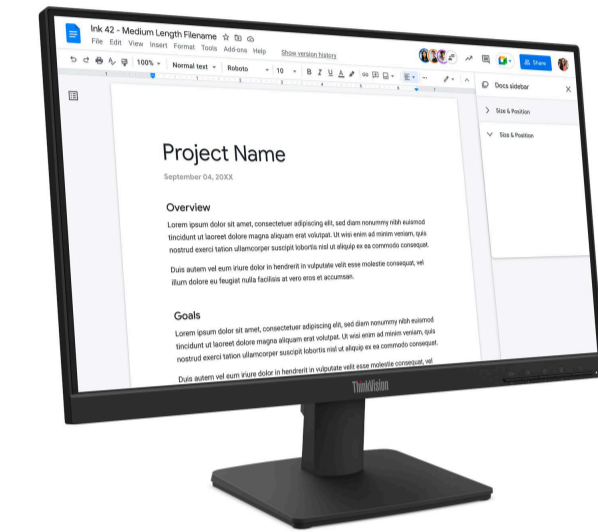 Ink 42 - Medium Length Filename
File Edit View Insert Format Tools Add-ons Help Show version history
Share
100% Normal text Roboto 10 B I U A
Docs sidebar
Size & Position
Size & Position
Project Name
September 04, 20XX
Overview
Lorem ipsum dolor sit amet, consectetuer adipiscing elit, sed diam nonummy nibh euismod
tincidunt ut laoreet dolore magna aliquam erat volutpat. Ut wisi enim ad minim veniam, quis
nostrud exerci tation ullamcorper suscipit lobortis nisl ut aliquip ex ea commodo consequat.
Duis autem vel eum iriure dolor in hendrerit in vulputate velit esse molestie consequat, vel
illum dolore eu feugiat nulla facilisis at vero eros et accumsan.
Goals
Lorem ipsum dolor sit amet, consectetuer adipiscing elit, sed diam nonummy nibh euismod
tincidunt ut laoreet dolore magna aliquam erat volutpat. Ut wisi enim ad minim veniam, quis
nostrud exerci tation ullamcorper suscipit lobortis nisl ut aliquip ex ea commodo consequat.
Duis autem vel eum iriure dolor in hendrerit in vulputate velit esse molestie consequat, vel
ThinkVision